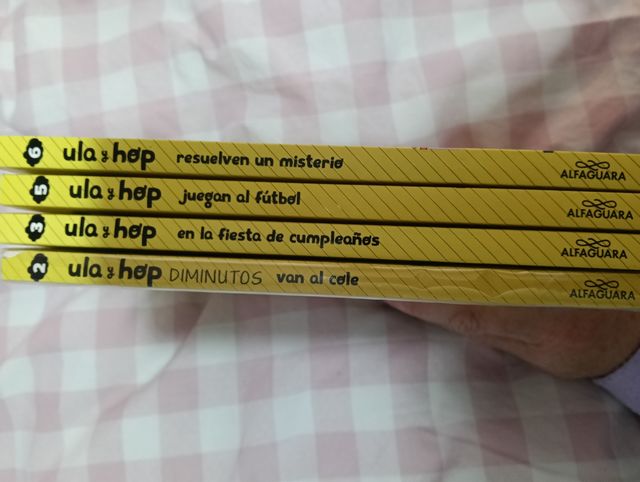 6 ula y hop resuelven un misterio ALFAGUARA
5 ula y hop juegan al fútbol ALFAGUARA
3 ula y hop en la fiesta de cumpleaños ALFAGUARA
2 ula y hop DIMINUTOS van al cole ALFAGUARA